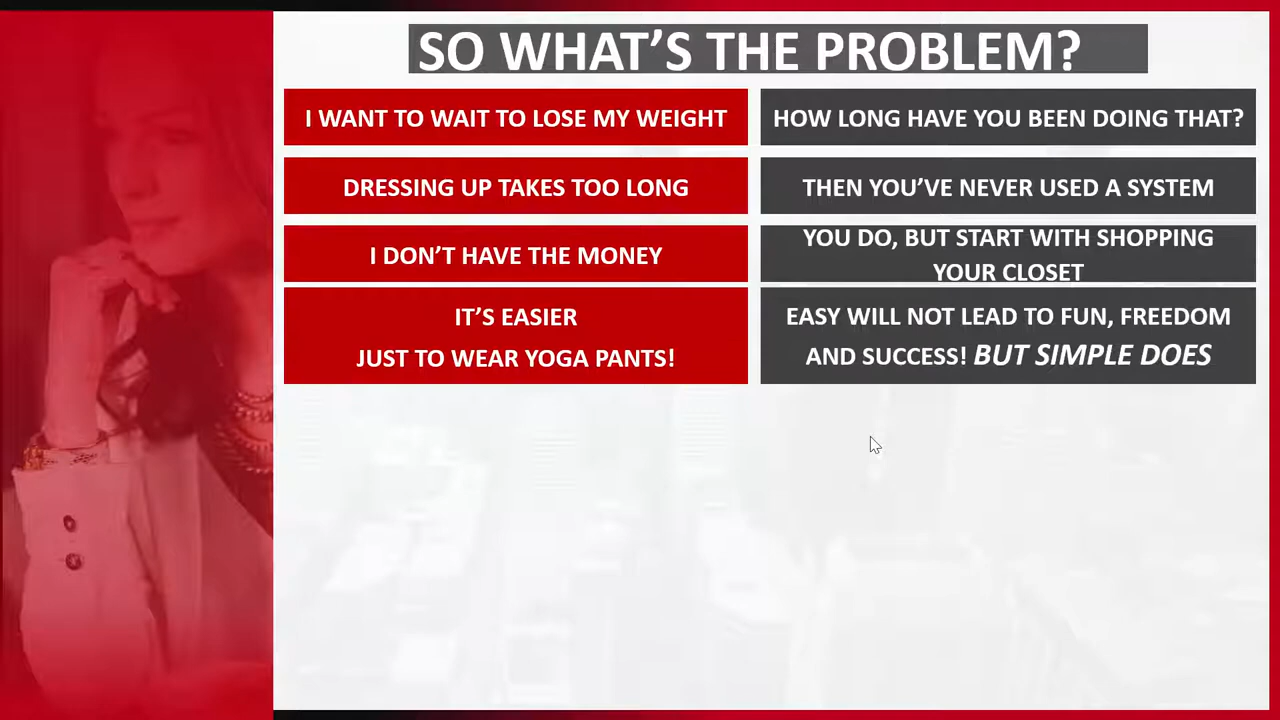 SO WHAT’S THE PROBLEM?
I WANT TO WAIT TO LOSE MY WEIGHT
HOW LONG HAVE YOU BEEN DOING THAT?
DRESSING UP TAKES TOO LONG
THEN YOU’VE NEVER USED A SYSTEM
I DON’T HAVE THE MONEY
YOU DO, BUT START WITH SHOPPING
YOUR CLOSET
IT’S EASIER
JUST TO WEAR YOGA PANTS!
EASY WILL NOT LEAD TO FUN, FREEDOM
AND SUCCESS! BUT SIMPLE DOES